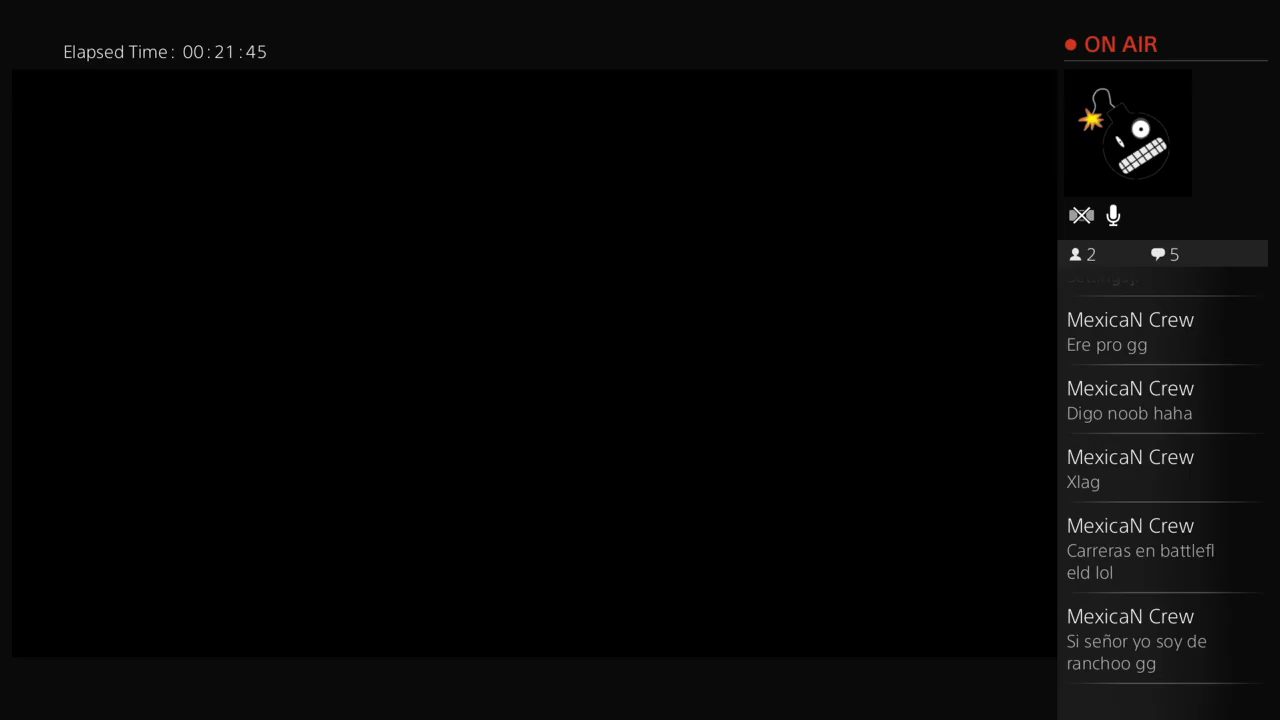 Elapsed Time: 00:21:45
ON AIR
2 5
MexicaN Crew
Ere pro gg
MexicaN Crew
Digo noob haha
MexicaN Crew
Xlag
MexicaN Crew
Carreras en battlefi
eld lol
MexicaN Crew
Si señor yo soy de
ranchoo gg